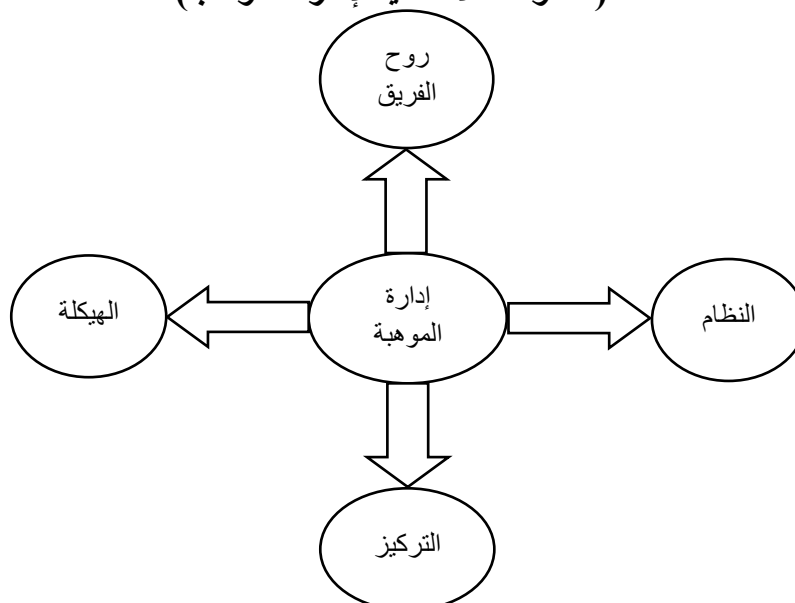 روح
الفريق
الهيكلة
إدارة
الموهبة
النظام
التركيز